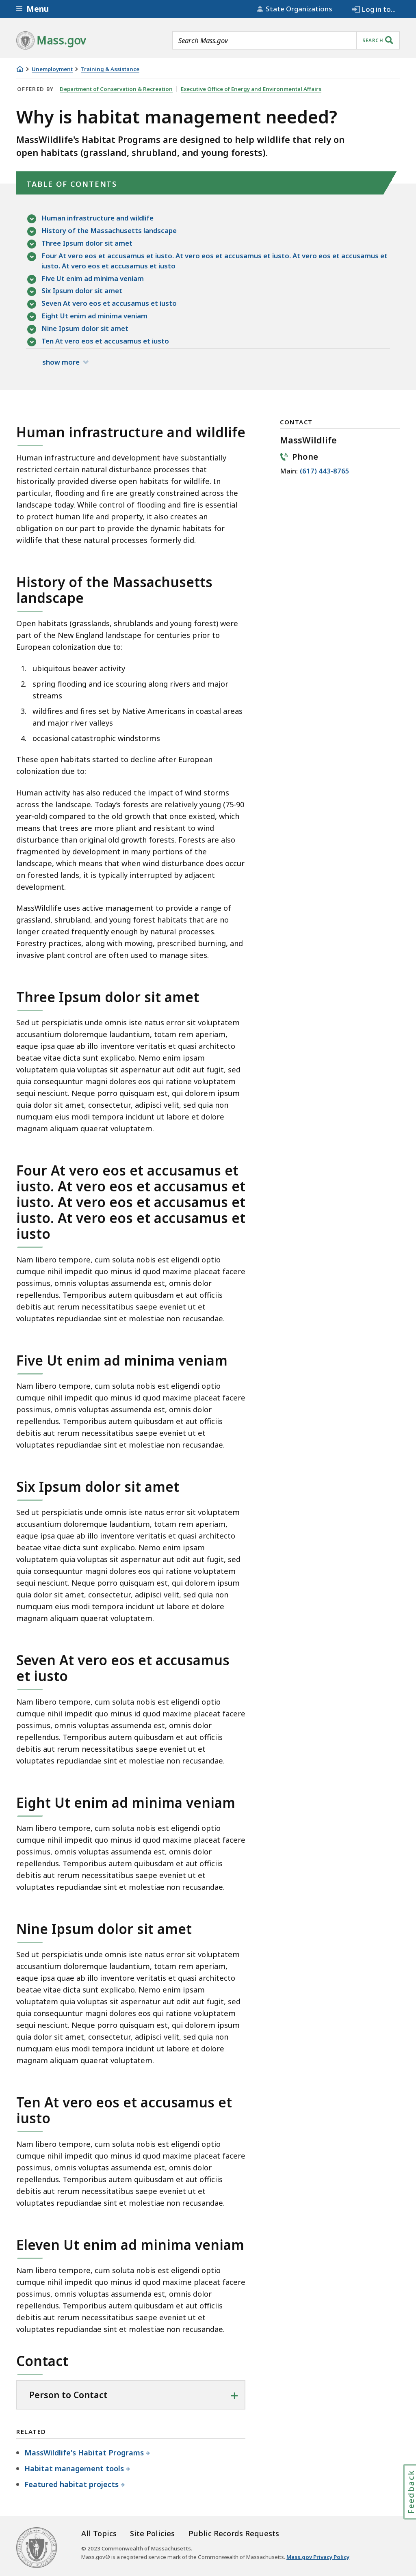 Menu
State Organizations
Log in to...
Mass.gov
Search Mass.gov
SEARCH
Unemployment
Training & Assistance
OFFERED BY Department of Conservation & Recreation Executive Office of Energy and Environmental Affairs
Why is habitat management needed?
MassWildlife's Habitat Programs are designed to help wildlife that rely on
open habitats (grassland, shrubland, and young forests).
TABLE OF CONTENTS
Human infrastructure and wildlife
History of the Massachusetts landscape
Three Ipsum dolor sit amet
Four At vero eos et accusamus et iusto. At vero eos et accusamus et iusto. At vero eos et accusamus et
iusto. At vero eos et accusamus et iusto
Five Ut enim ad minima veniam
Six Ipsum dolor sit amet
Seven At vero eos et accusamus et iusto
Eight Ut enim ad minima veniam
Nine Ipsum dolor sit amet
Ten At vero eos et accusamus et iusto
show more
CONTACT
MassWildlife
Phone
Main: (617) 443-8765
Human infrastructure and wildlife
Human infrastructure and development have substantially
restricted certain natural disturbance processes that
historically provided diverse open habitats for wildlife. In
particular, flooding and fire are greatly constrained across the
landscape today. While control of flooding and fire is essential
to protect human life and property, it also creates an
obligation on our part to provide the dynamic habitats for
wildlife that these natural processes formerly did.
History of the Massachusetts
landscape
Open habitats (grasslands, shrublands and young forest) were
part of the New England landscape for centuries prior to
European colonization due to:
1. ubiquitous beaver activity
2. spring flooding and ice scouring along rivers and major
streams
3. wildfires and fires set by Native Americans in coastal areas
and major river valleys
4. occasional catastrophic windstorms
These open habitats started to decline after European
colonization due to:
Human activity has also reduced the impact of wind storms
across the landscape. Today's forests are relatively young (75-90
year-old) compared to the old growth that once existed, which
means that trees are more pliant and resistant to wind
disturbance than original old growth forests. Forests are also
fragmented by development in many portions of the
landscape, which means that when wind disturbance does occur
on forested lands, it is typically interrupted by adjacent
development.
MassWildlife uses active management to provide a range of
grassland, shrubland, and young forest habitats that are no
longer created frequently enough by natural processes.
Forestry practices, along with mowing, prescribed burning, and
invasive plant control are often used to manage sites.
Three Ipsum dolor sit amet
Sed ut perspiciatis unde omnis iste natus error sit voluptatem
accusantium doloremque laudantium, totam rem aperiam,
eaque ipsa quae ab illo inventore veritatis et quasi architecto
beatae vitae dicta sunt explicabo. Nemo enim ipsam
voluptatem quia voluptas sit aspernatur aut odit aut fugit, sed
quia consequuntur magni dolores eos qui ratione voluptatem
sequi nesciunt. Neque porro quisquam est, qui dolorem ipsum
quia dolor sit amet, consectetur, adipisci velit, sed quia non
numquam eius modi tempora incidunt ut labore et dolore
magnam aliquam quaerat voluptatem.
Four At vero eos et accusamus et
iusto. At vero eos et accusamus et
iusto. At vero eos et accusamus et
iusto. At vero eos et accusamus et
iusto
Nam libero tempore, cum soluta nobis est eligendi optio
cumque nihil impedit quo minus id quod maxime placeat facere
possimus, omnis voluptas assumenda est, omnis dolor
repellendus. Temporibus autem quibusdam et aut officiis
debitis aut rerum necessitatibus saepe eveniet ut et
voluptates repudiandae sint et molestiae non recusandae.
Five Ut enim ad minima veniam
Nam libero tempore, cum soluta nobis est eligendi optio
cumque nihil impedit quo minus id quod maxime placeat facere
possimus, omnis voluptas assumenda est, omnis dolor
repellendus. Temporibus autem quibusdam et aut officiis
debitis aut rerum necessitatibus saepe eveniet ut et
voluptates repudiandae sint et molestiae non recusandae.
Six Ipsum dolor sit amet
Sed ut perspiciatis unde omnis iste natus error sit voluptatem
accusantium doloremque laudantium, totam rem aperiam,
eaque ipsa quae ab illo inventore veritatis et quasi architecto
beatae vitae dicta sunt explicabo. Nemo enim ipsam
voluptatem quia voluptas sit aspernatur aut odit aut fugit, sed
quia consequuntur magni dolores eos qui ratione voluptatem
sequi nesciunt. Neque porro quisquam est, qui dolorem ipsum
quia dolor sit amet, consectetur, adipisci velit, sed quia non
numquam eius modi tempora incidunt ut labore et dolore
magnam aliquam quaerat voluptatem.
Seven At vero eos et accusamus
et iusto
Nam libero tempore, cum soluta nobis est eligendi optio
cumque nihil impedit quo minus id quod maxime placeat facere
possimus, omnis voluptas assumenda est, omnis dolor
repellendus. Temporibus autem quibusdam et aut officiis
debitis aut rerum necessitatibus saepe eveniet ut et
voluptates repudiandae sint et molestiae non recusandae.
Eight Ut enim ad minima veniam
Nam libero tempore, cum soluta nobis est eligendi optio
cumque nihil impedit quo minus id quod maxime placeat facere
possimus, omnis voluptas assumenda est, omnis dolor
repellendus. Temporibus autem quibusdam et aut officiis
debitis aut rerum necessitatibus saepe eveniet ut et
voluptates repudiandae sint et molestiae non recusandae.
Nine Ipsum dolor sit amet
Sed ut perspiciatis unde omnis iste natus error sit voluptatem
accusantium doloremque laudantium, totam rem aperiam,
eaque ipsa quae ab illo inventore veritatis et quasi architecto
beatae vitae dicta sunt explicabo. Nemo enim ipsam
voluptatem quia voluptas sit aspernatur aut odit aut fugit, sed
quia consequuntur magni dolores eos qui ratione voluptatem
sequi nesciunt. Neque porro quisquam est, qui dolorem ipsum
quia dolor sit amet, consectetur, adipisci velit, sed quia non
numquam eius modi tempora incidunt ut labore et dolore
magnam aliquam quaerat voluptatem.
Ten At vero eos et accusamus et
iusto
Nam libero tempore, cum soluta nobis est eligendi optio
cumque nihil impedit quo minus id quod maxime placeat facere
possimus, omnis voluptas assumenda est, omnis dolor
repellendus. Temporibus autem quibusdam et aut officiis
debitis aut rerum necessitatibus saepe eveniet ut et
voluptates repudiandae sint et molestiae non recusandae.
Eleven Ut enim ad minima veniam
Nam libero tempore, cum soluta nobis est eligendi optio
cumque nihil impedit quo minus id quod maxime placeat facere
possimus, omnis voluptas assumenda est, omnis dolor
repellendus. Temporibus autem quibusdam et aut officiis
debitis aut rerum necessitatibus saepe eveniet ut et
voluptates repudiandae sint et molestiae non recusandae.
Contact
Person to Contact
RELATED
MassWildlife's Habitat Programs
Habitat management tools
Featured habitat projects
Feedback
All Topics Site Policies Public Records Requests
© 2023 Commonwealth of Massachusetts.
Mass.gov® is a registered service mark of the Commonwealth of Massachusetts. Mass.gov Privacy Policy